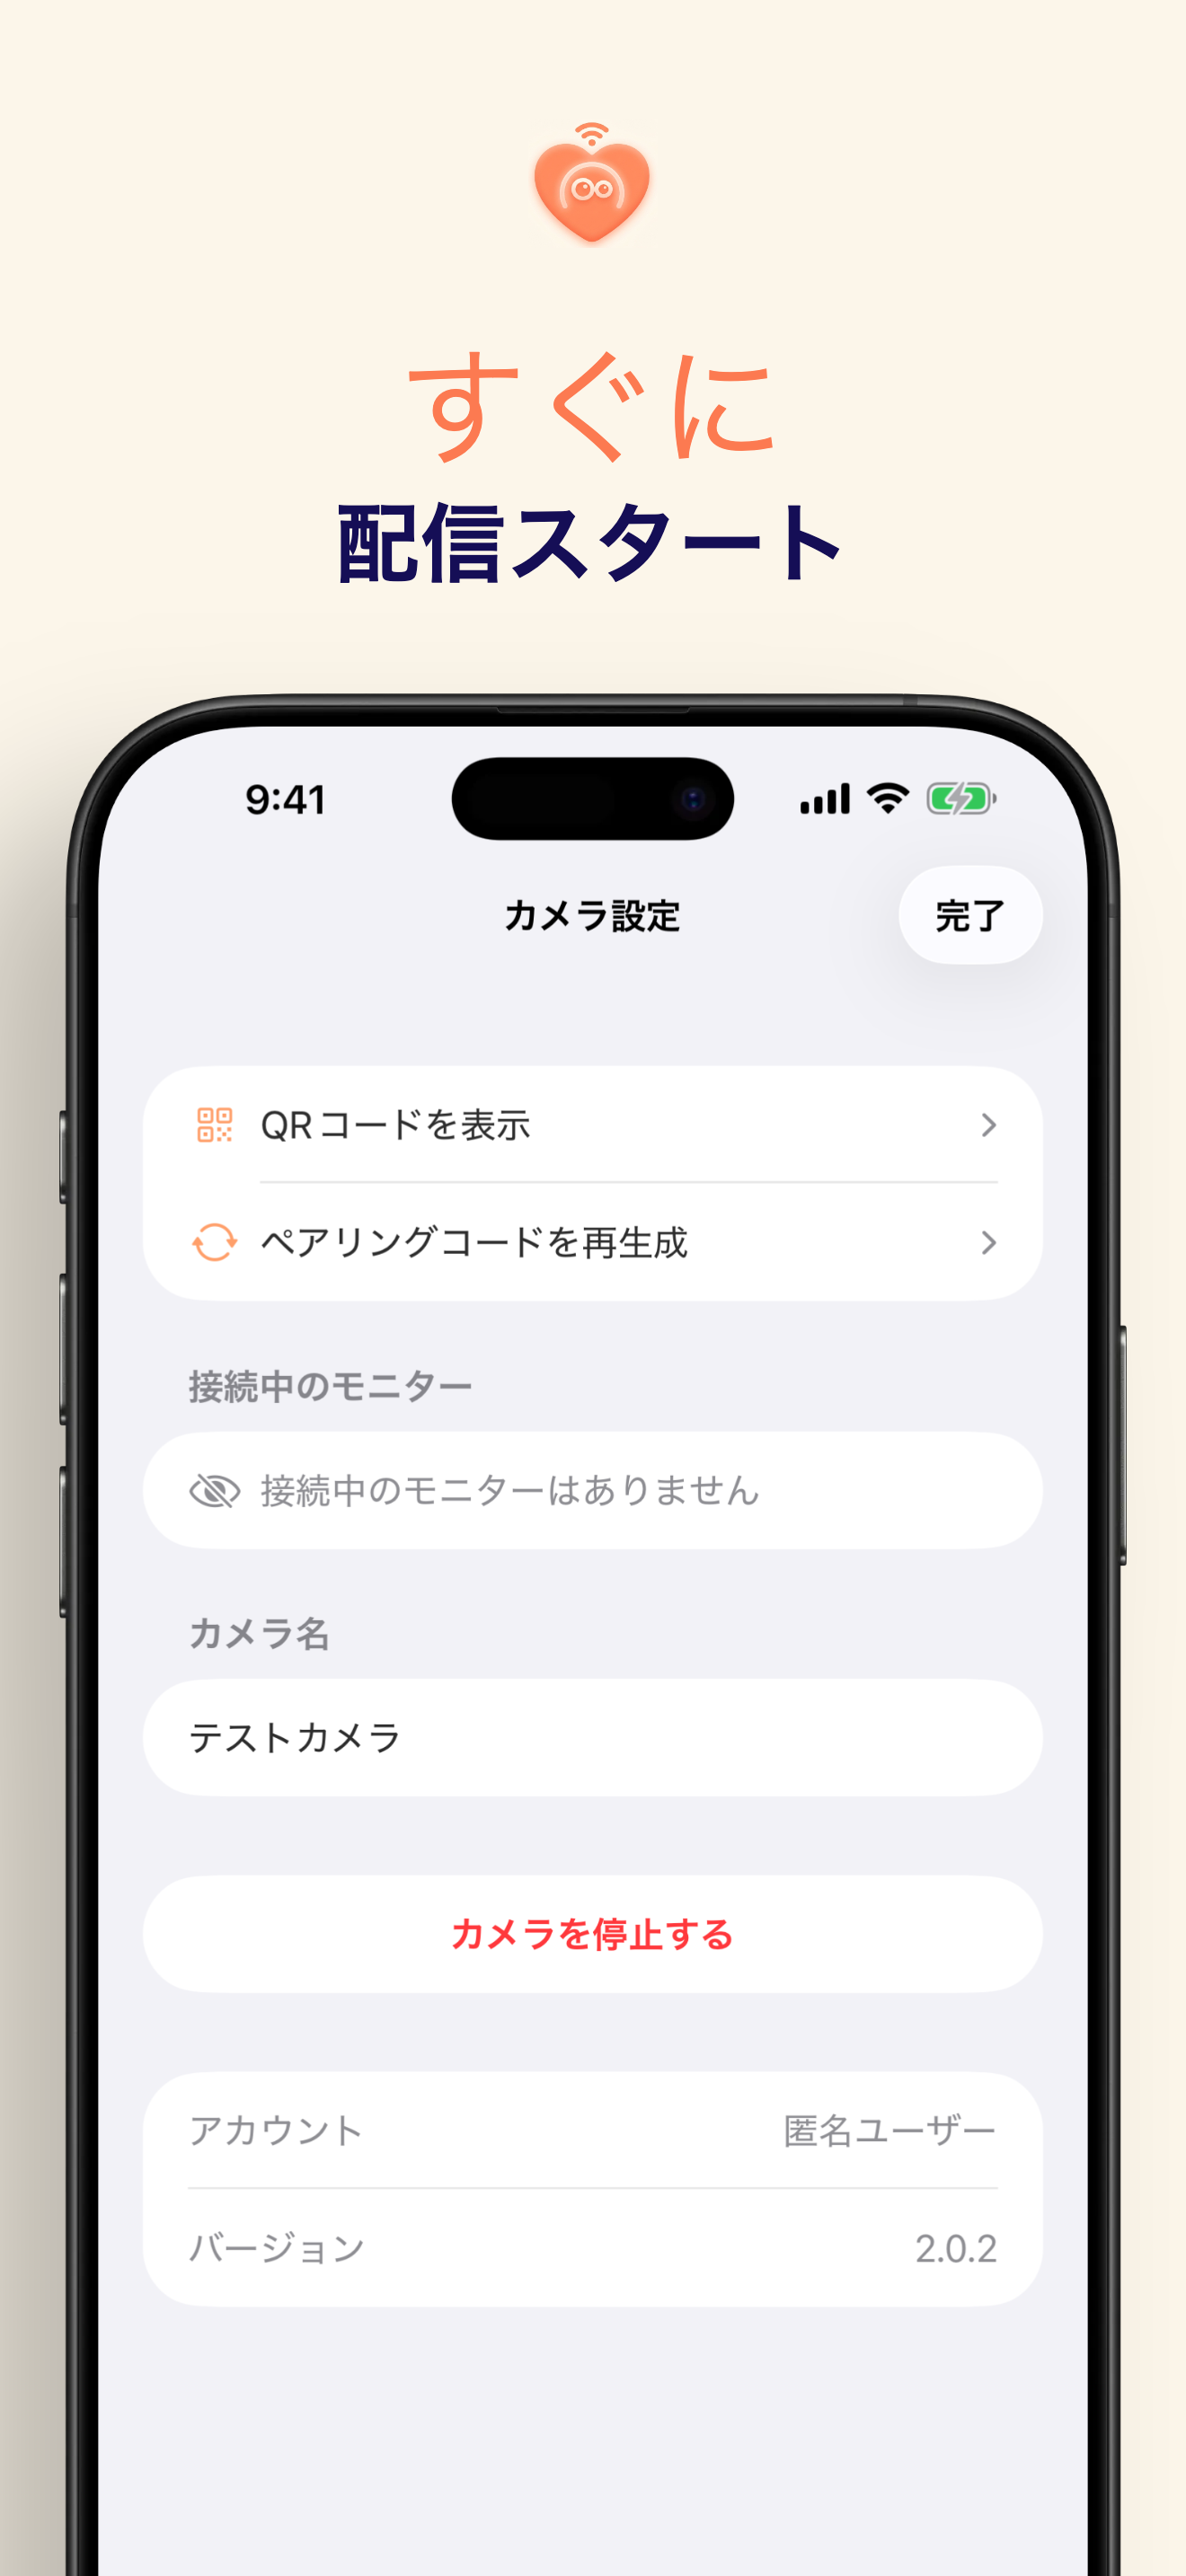 すぐに
配信スタート
9:41
カメラ設定
完了
QRコードを表示
ペアリングコードを再生成
接続中のモニター
接続中のモニターはありません
カメラ名
テストカメラ
カメラを停止する
アカウント 匿名ユーザー
バージョン 2.0.2